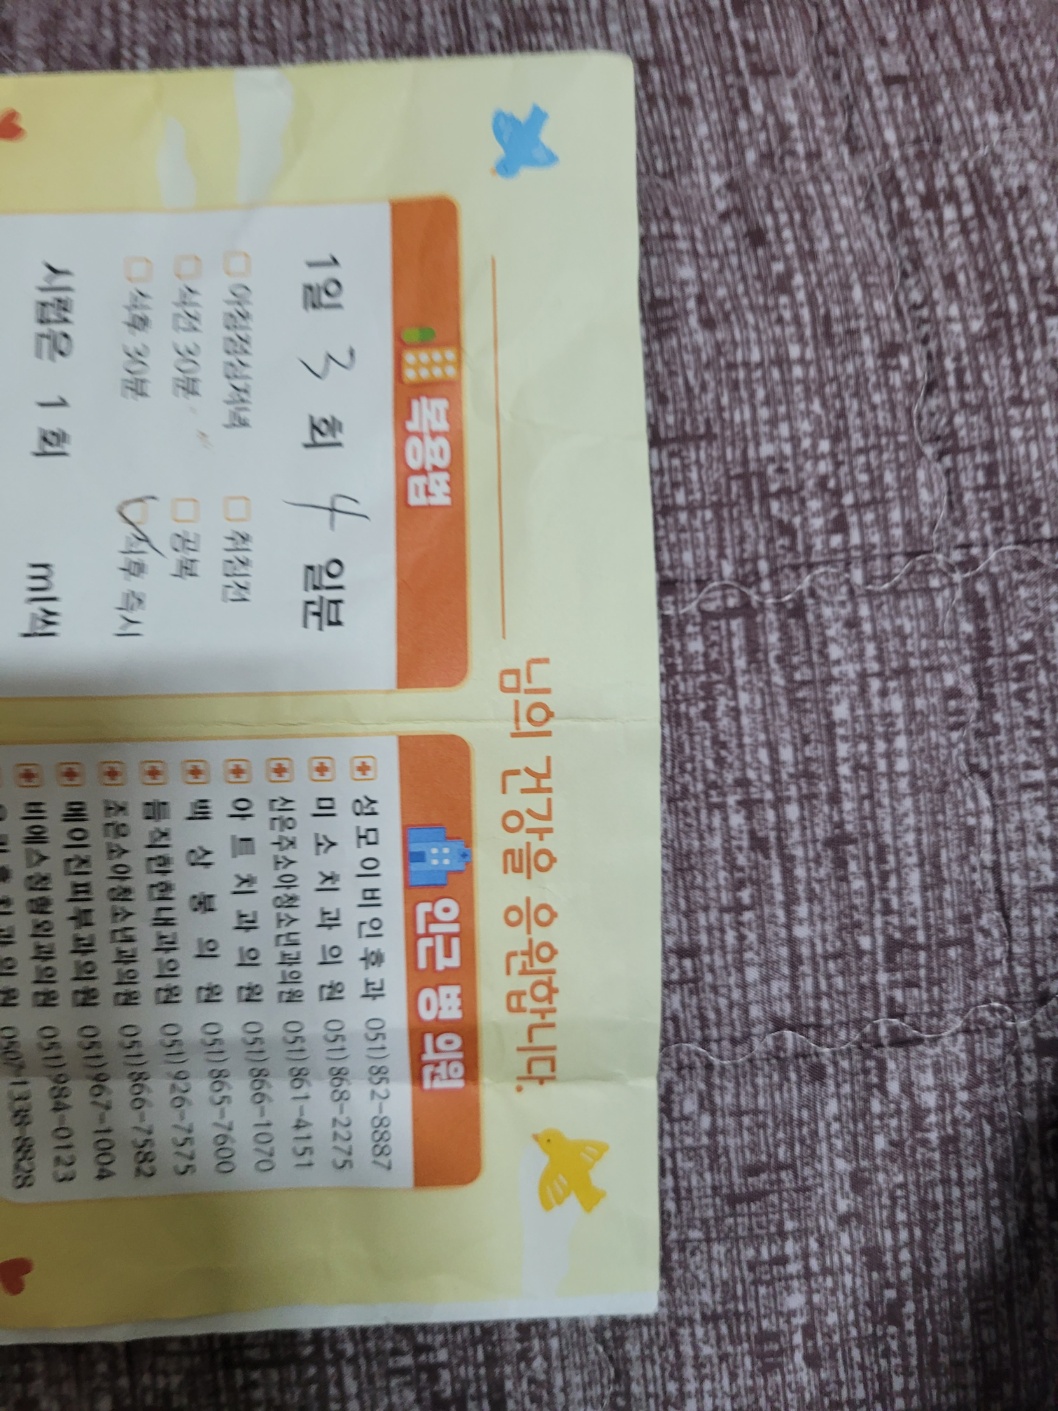 님의 건강을 응원합니다.
복용법
1일 3 회 4 일분
아침점심저녁 취침전
식전 30분 공복
식후 30분 식후 즉시
시럽은 1 회 ml씩
인근 병 의원
성모이비인후과 051)852-8887
미소치과의원 051)868-2275
신은주소아청소년과의원 051)861-4151
아트치과의원 051)866-1070
백상봉의원 051)865-7600
듬직한한내과의원 051)926-7575
조은소아청소년과의원 051)866-7582
메이진피부과의원 051)967-1004
비에스정형외과의원 051)984-0123
0507-1338-8828